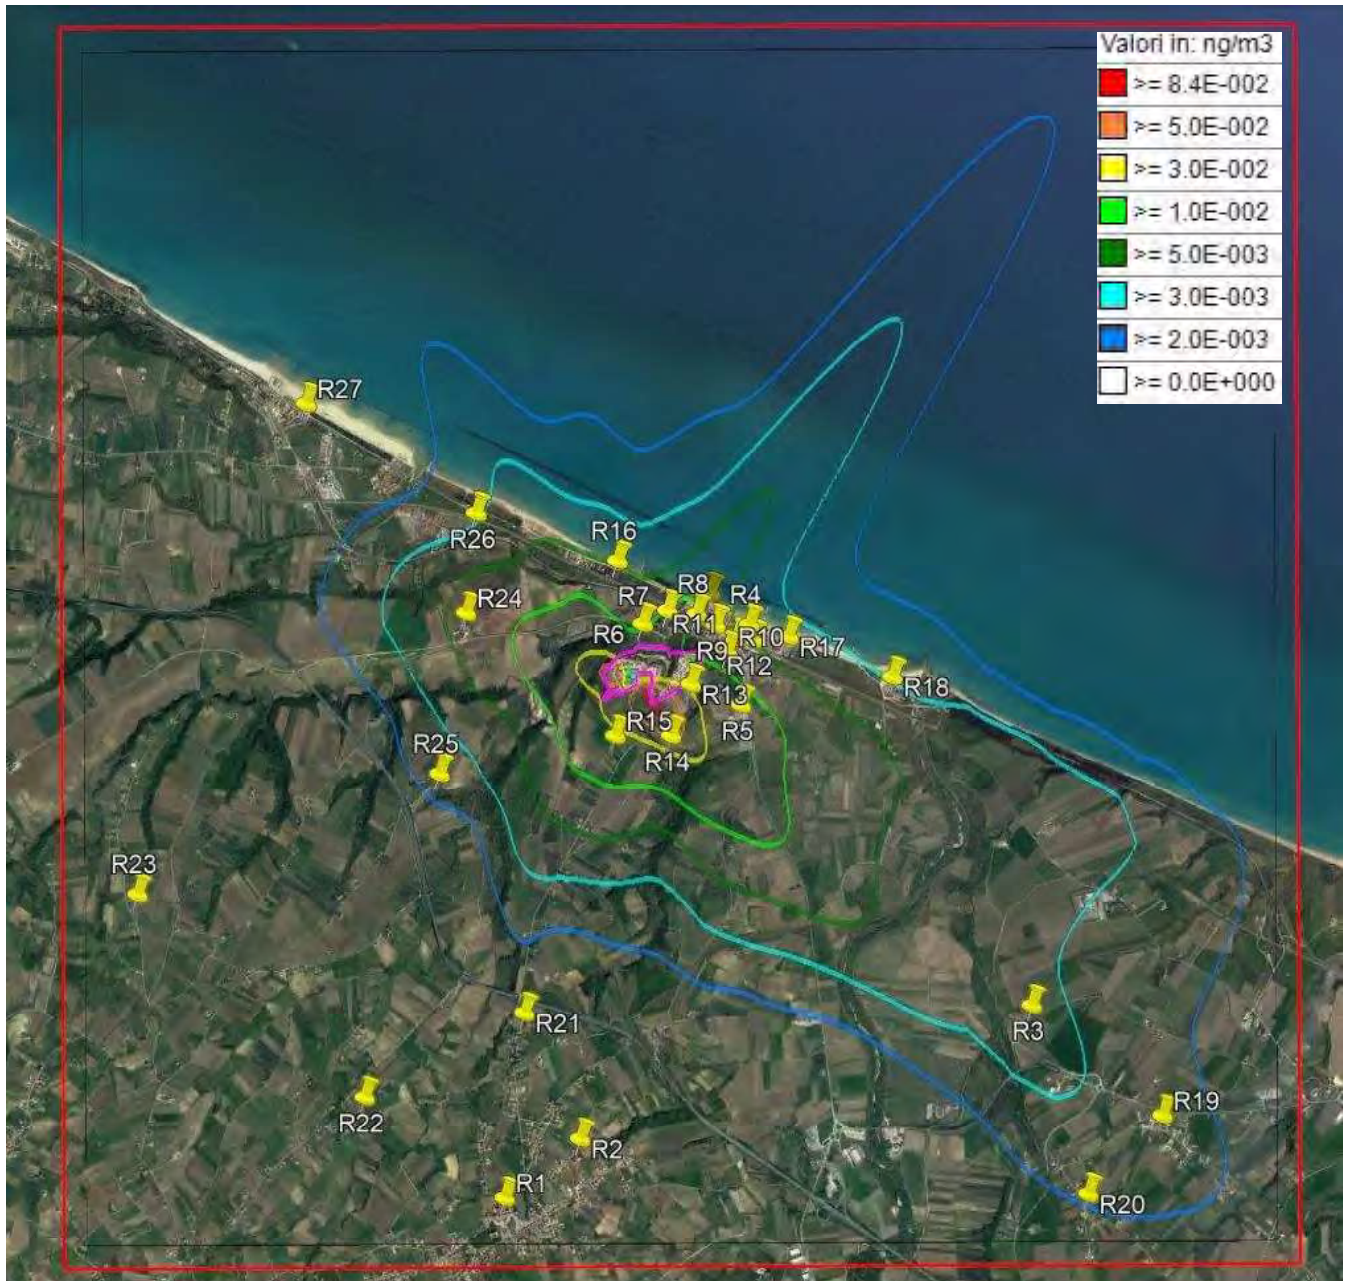 Valori in: ng/m3
>= 8.4E-002
>= 5.0E-002
>= 3.0E-002
>= 1.0E-002
>= 5.0E-003
>= 3.0E-003
>= 2.0E-003
>= 0.0E+000
R27
R16
R26
R8
R24
R7
R4
R11
R6
R10
R17
R9
R12
R18
R13
R15
R5
R25
R14
R23
R3
R21
R19
R22
R2
R1
R20